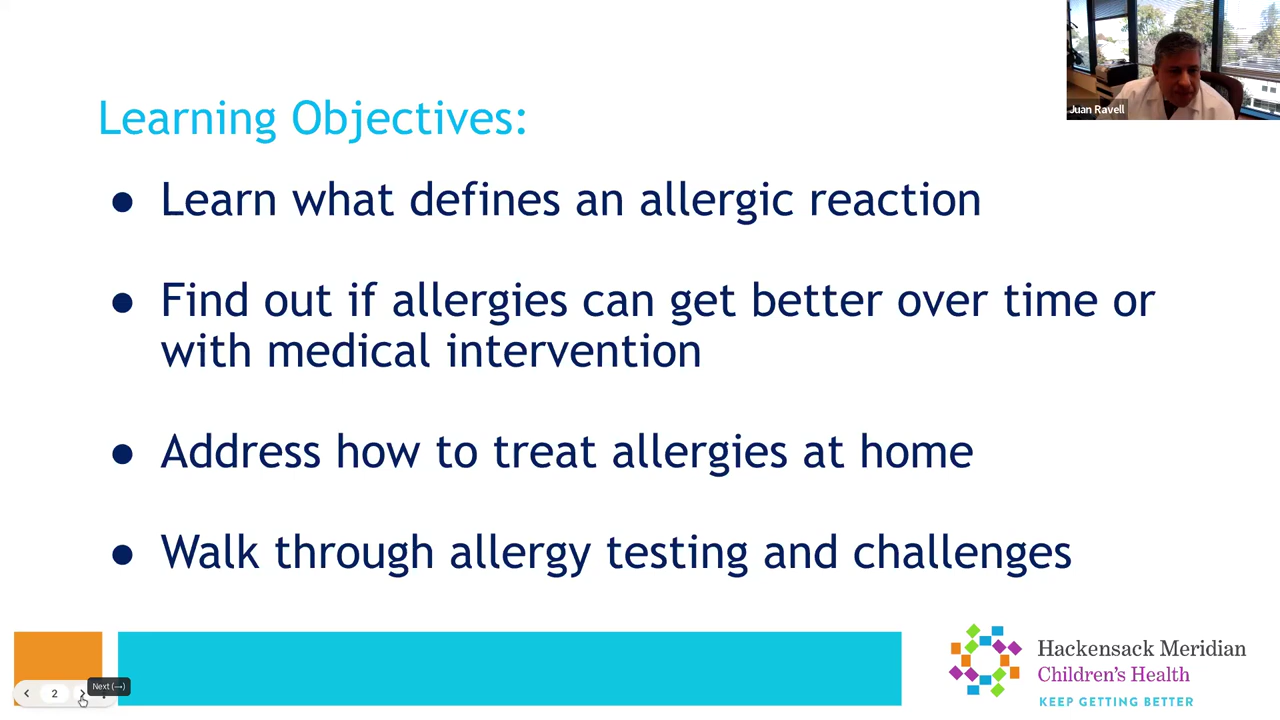 Juan Ravell
Learning Objectives:
● Learn what defines an allergic reaction
● Find out if allergies can get better over time or
with medical intervention
● Address how to treat allergies at home
● Walk through allergy testing and challenges
Hackensack Meridian
Children's Health
KEEP GETTING BETTER
2
Next (→)